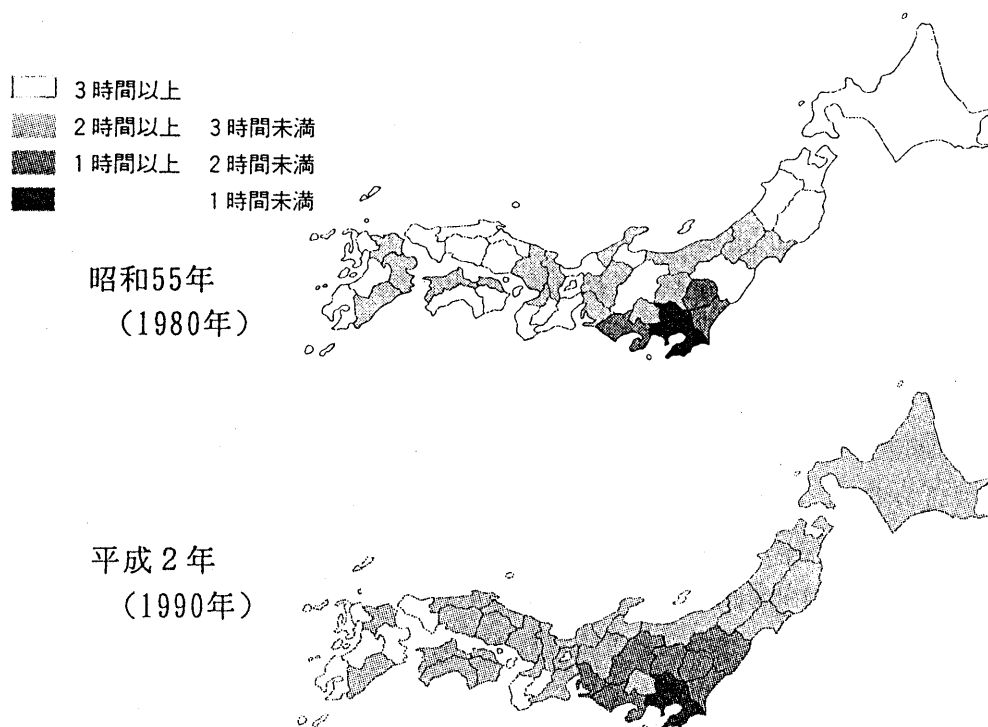 3時間以上
2時間以上 3時間未満
1時間以上 2時間未満
1時間未満
昭和55年
(1980年)
平成2年
(1990年)